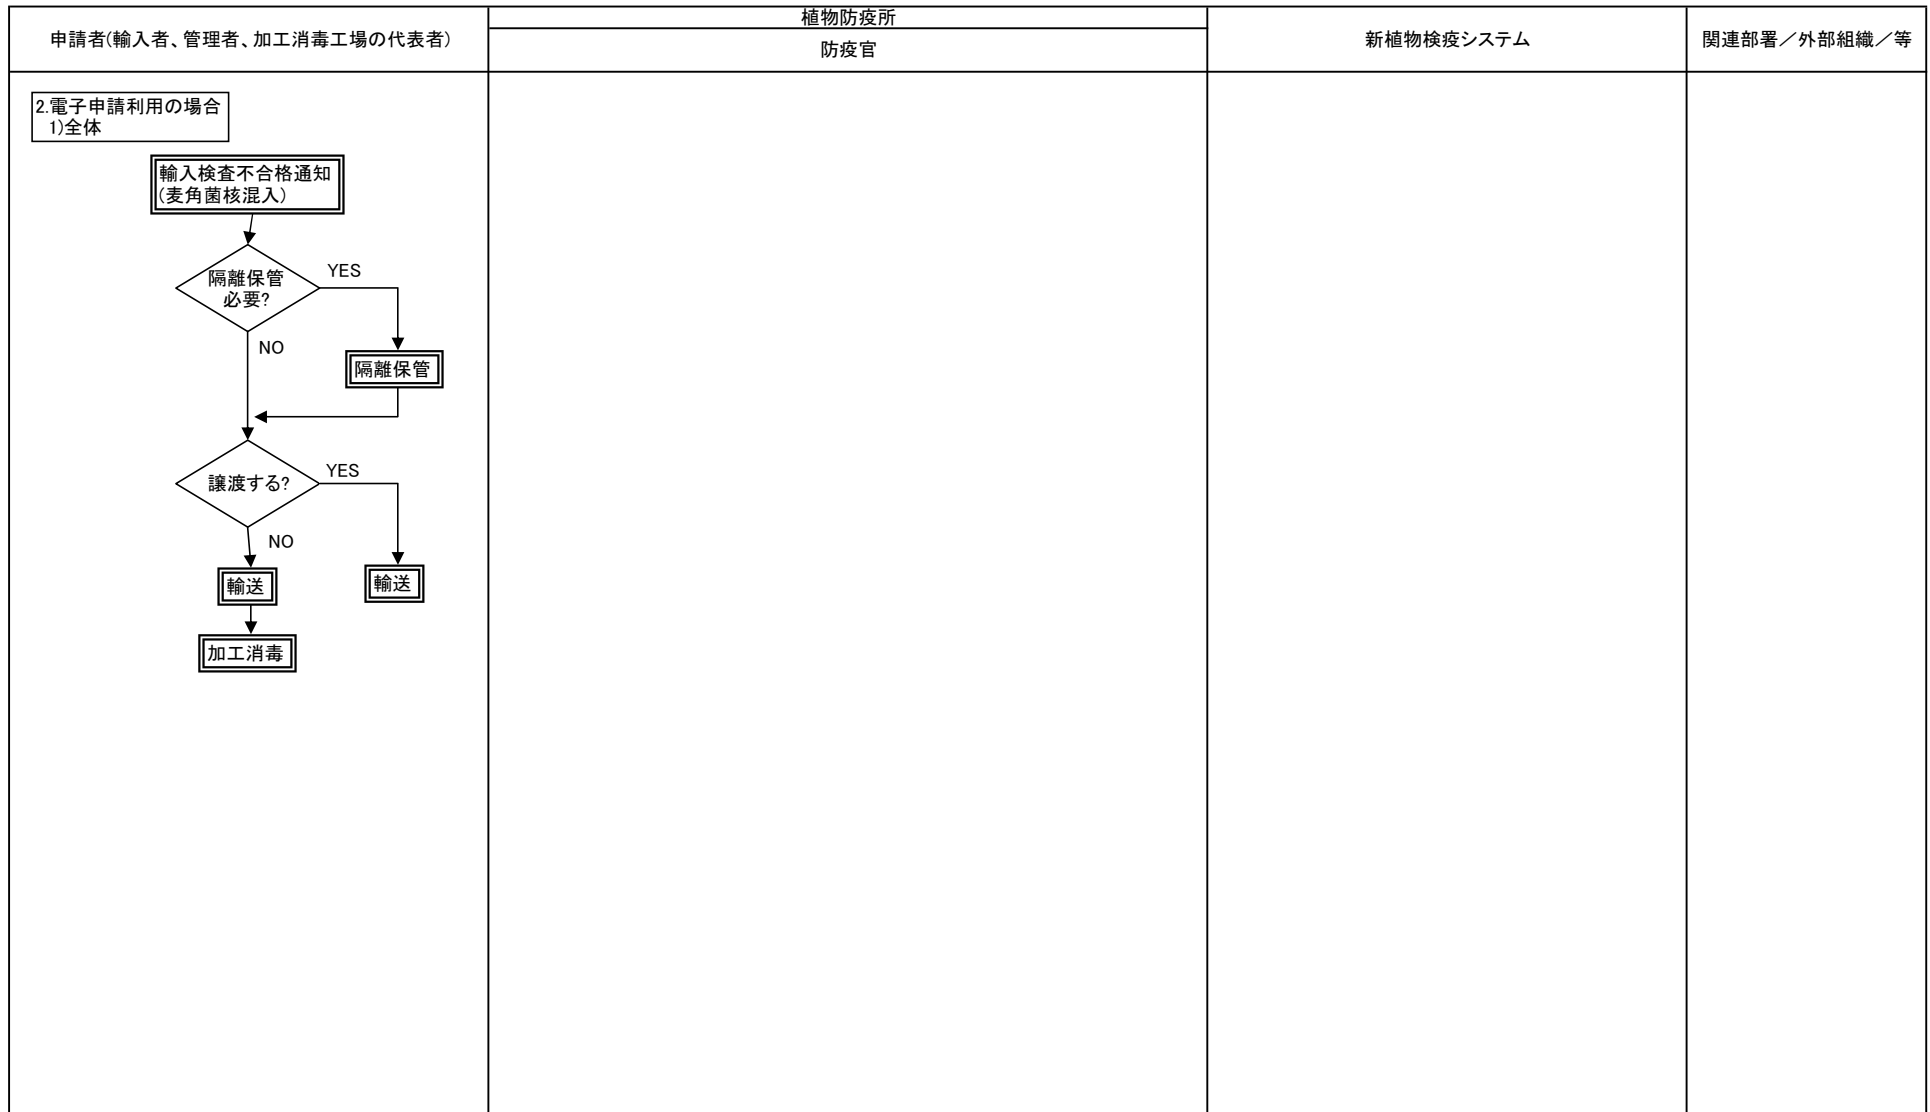 申請者(輸入者、管理者、加工消毒工場の代表者)
植物防疫所
防疫官
新植物検疫システム
関連部署／外部組織／等
2.電子申請利用の場合
1)全体
輸入検査不合格通知
(麦角菌核混入)
隔離保管
必要?
YES
NO
隔離保管
譲渡する?
YES
NO
輸送
輸送
加工消毒